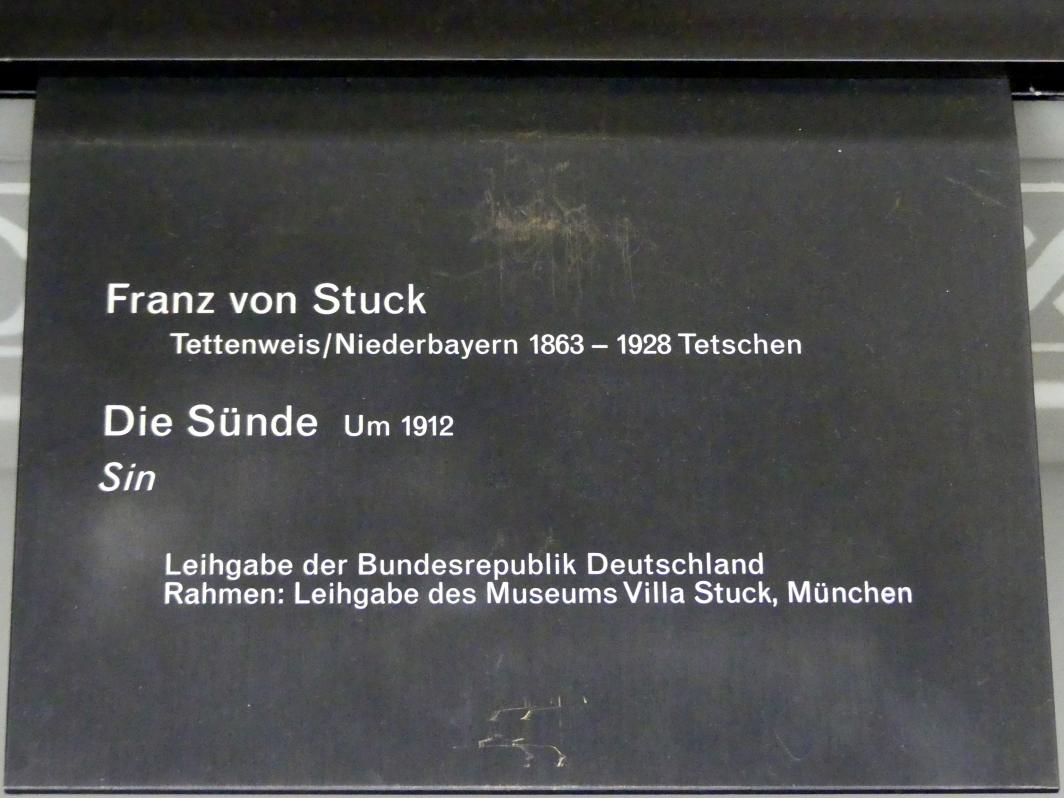 Franz von Stuck
Tettenweis/Niederbayern 1863 – 1928 Tetschen
Die Sünde Um 1912
Sin
Leihgabe der Bundesrepublik Deutschland
Rahmen: Leihgabe des Museums Villa Stuck, München